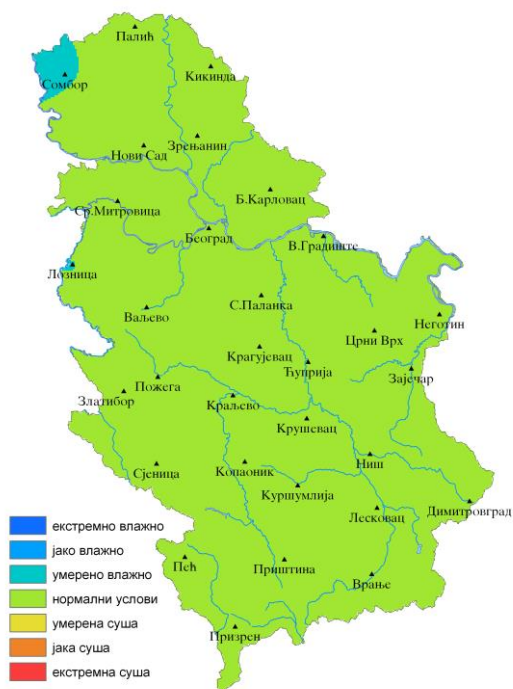 Палић
Кикинда
Сомбор
Зрењанин
Нови Сад
Б.Карловац
Ср.Митровица
Београд
В.Градиште
Лозница
С.Паланка
Ваљево
Неготин
Црни Врх
Крагујевац
Ћуприја
Зајечар
Пожега
Златибор
Краљево
Крушевац
Ниш
Сјеница
Копаоник
Куршумлија
Димитровград
Лесковац
Пећ
Приштина
Врање
Призрен
екстремно влажно
јако влажно
умерено влажно
нормални услови
умерена суша
јака суша
екстремна суша